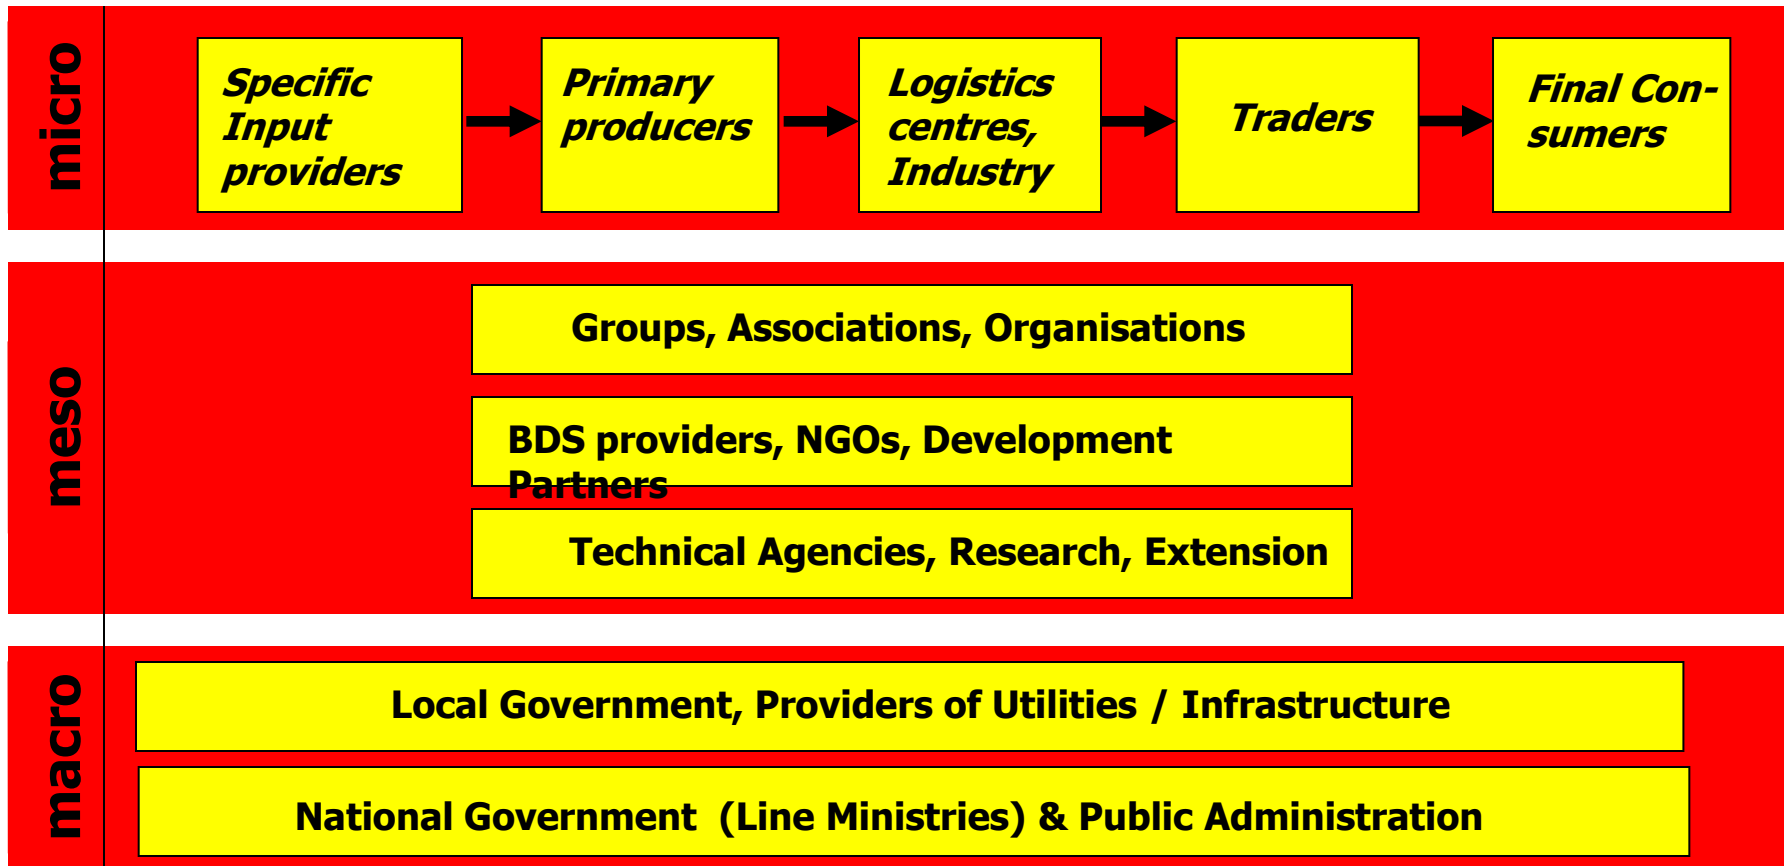 micro
Specific
Input
providers
Primary
producers
Logistics
centres,
Industry
Traders
Final Con-
sumers
meso
Groups, Associations, Organisations
BDS providers, NGOs, Development
Partners
Technical Agencies, Research, Extension
macro
Local Government, Providers of Utilities / Infrastructure
National Government (Line Ministries) & Public Administration